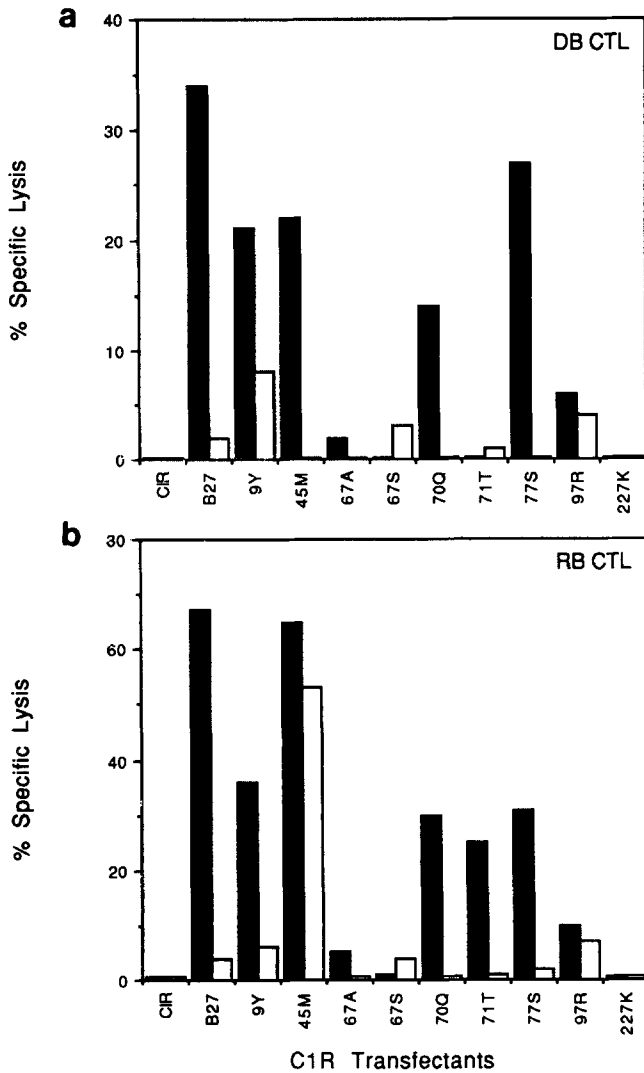 a
DB CTL
% Specific Lysis
40
30
20
10
0
CIR
B27
9Y
45M
67A
67S
70Q
71T
77S
97R
227K
b
RB CTL
% Specific Lysis
30
60
40
20
0
CIR
B27
9Y
45M
67A
67S
70Q
71T
77S
97R
227K
C1R Transfectants